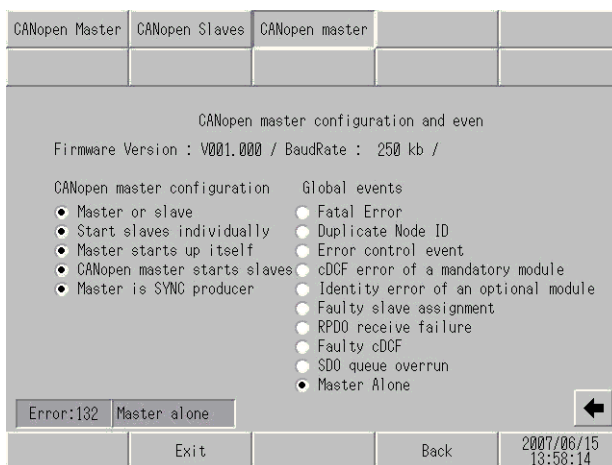 CANopen Master CANopen Slaves CANopen master
CANopen master configuration and even
Firmware Version : V001.000 / BaudRate : 250 kb /
CANopen master configuration
Master or slave
Start slaves individually
Master starts up itself
CANopen master starts slaves
Master is SYNC producer
Global events
Fatal Error
Duplicate Node ID
Error control event
cDCF error of a mandatory module
Identity error of an optional module
Faulty slave assignment
RPDO receive failure
Faulty cDCF
SDO queue overrun
Master Alone
Error:132 Master alone
Exit Back 2007/06/15
13:58:14